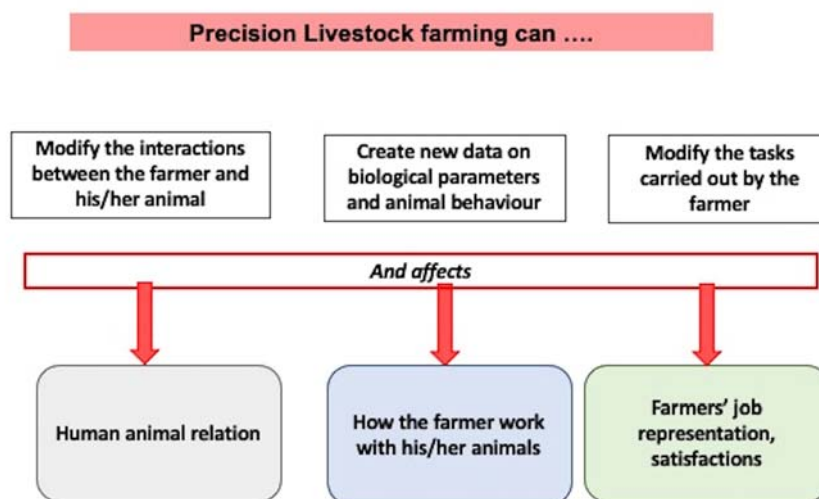 Precision Livestock farming can ....
Modify the interactions
between the farmer and
his/her animal
Create new data on
biological parameters
and animal behaviour
Modify the tasks
carried out by the
farmer
And affects
Human animal relation
How the farmer work
with his/her animals
Farmers' job
representation,
satisfactions